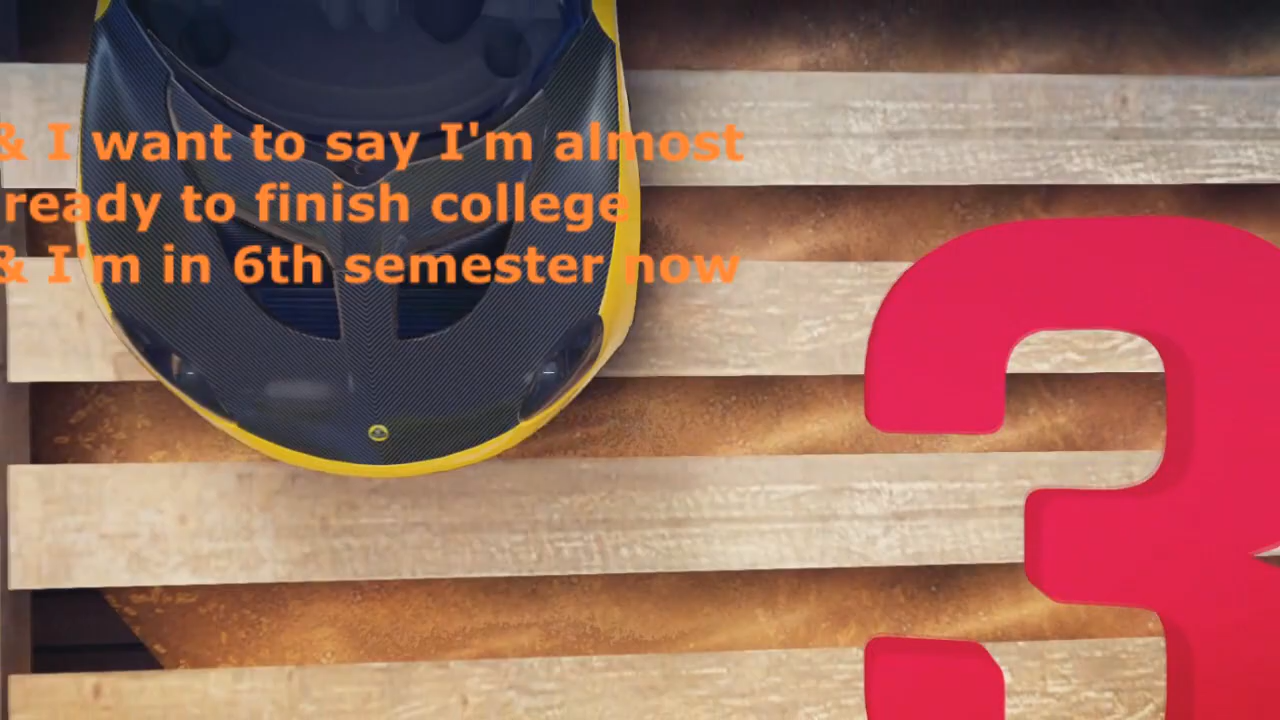 & I want to say I'm almost
ready to finish college
& I'm in 6th semester now
3